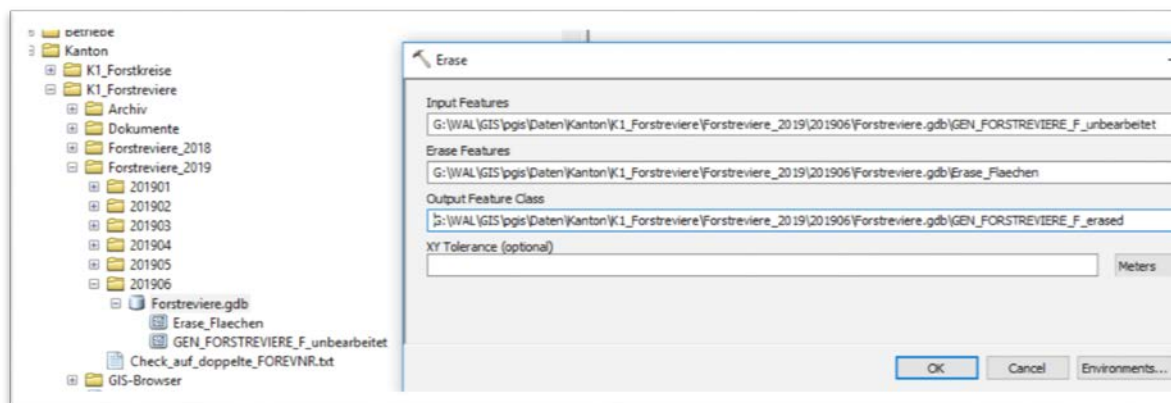 Betriebe
Kanton
K1_Forstkreise
K1_Forstreviere
Archiv
Dokumente
Forstreviere_2018
Forstreviere_2019
201901
201902
201903
201904
201905
201906
Forstreviere.gdb
Erase_Flaechen
GEN_FORSTREVIERE_F_unbearbeitet
Check_auf_doppelte_FOREVNR.txt
GIS-Browser
Erase
Input Features
G:\WAL\GIS\pgis\Daten\Kanton\K1_Forstreviere\Forstreviere_2019\201906\Forstreviere.gdb\GEN_FORSTREVIERE_F_unbearbeitet
Erase Features
G:\WAL\GIS\pgis\Daten\Kanton\K1_Forstreviere\Forstreviere_2019\201906\Forstreviere.gdb\Erase_Flaechen
Output Feature Class
G:\WAL\GIS\pgis\Daten\Kanton\K1_Forstreviere\Forstreviere_2019\201906\Forstreviere.gdb\GEN_FORSTREVIERE_F_erased
XY Tolerance (optional)
Meters
OK
Cancel
Environments...